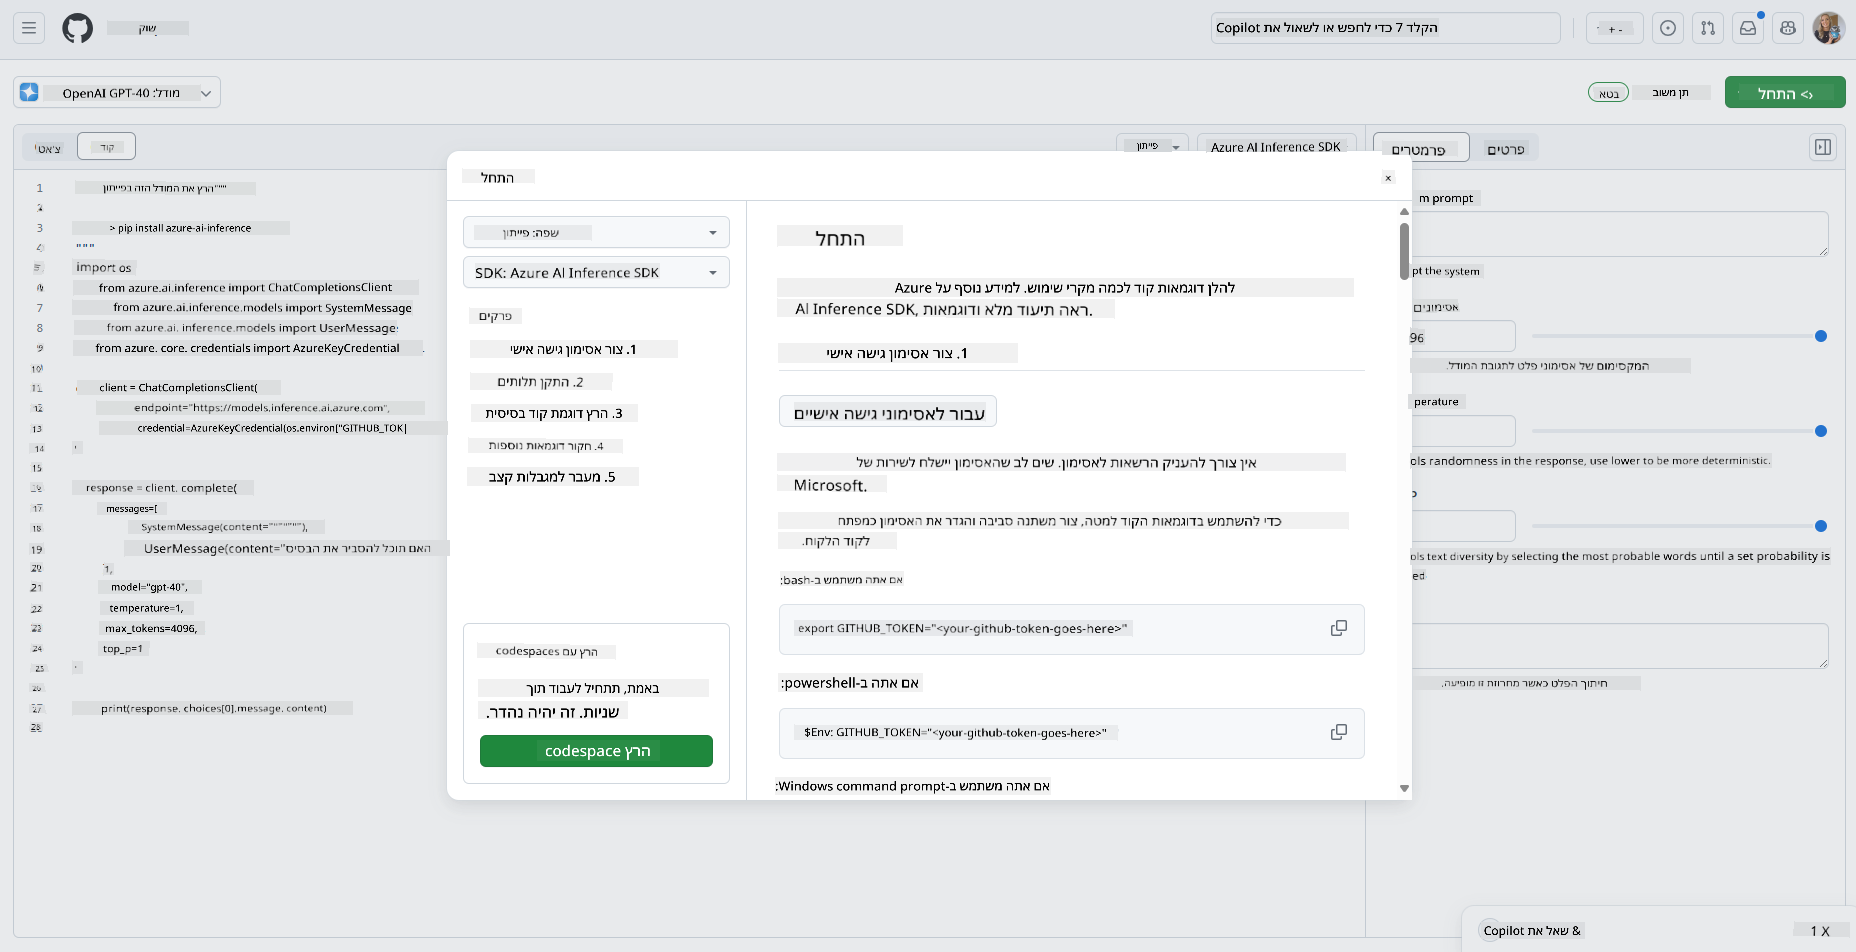 שוק
הקלד 7 כדי לחפש או לשאול את Copilot
+ -
מודל: OpenAI GPT-40
בטא
תן משוב
התחל <>
צ'אט
קוד
פייתון
Azure AI Inference SDK
פרמטרים
פרטים
1 הרץ את המודל הזה בפייתון"""
2
3 > pip install azure-ai-inference
4 """
5 import os
6 from azure.ai.inference import ChatCompletionsClient
7 from azure.ai.inference.models import SystemMessage
8 from azure.ai. inference.models import UserMessage:
9 from azure. core. credentials import AzureKeyCredential
10
11 client = ChatCompletionsClient(
12 endpoint="https://models.inference.ai.azure.com",
13 credential=AzureKeyCredential(os.environ["GITHUB_TOK]
14
15
16 response = client. complete(
17 messages=[
18 SystemMessage(content=""""""),
19 UserMessage(content="האם תוכל להסביר את הבסיס
20 1,
21 model="gpt-40",
22 temperature=1,
23 max_tokens=4096,
24 top_p=1
25
26
27 print(response. choices[0].message. content)
28
התחל
×
שפה: פייתון
SDK: Azure AI Inference SDK
פרקים
1. צור אסימון גישה אישי
2. התקן תלותים
3. הרץ דוגמת קוד בסיסית
4. חקור דוגמאות נוספות
5. מעבר למגבלות קצב
הרץ עם codespaces
באמת, תתחיל לעבוד תוך
שניות. זה יהיה נהדר.
הרץ codespace
התחל
להלן דוגמאות קוד לכמה מקרי שימוש. למידע נוסף על Azure
AI Inference SDK, ראה תיעוד מלא ודוגמאות.
1. צור אסימון גישה אישי
עבור לאסימוני גישה אישיים
אין צורך להעניק הרשאות לאסימון. שים לב שהאסימון יישלח לשירות של
Microsoft.
כדי להשתמש בדוגמאות הקוד למטה, צור משתנה סביבה והגדר את האסימון כמפתח
לקוד הלקוח.
אם אתה משתמש ב-bash:
export GITHUB_TOKEN="<your-github-token-goes-here>"
אם אתה ב-powershell:
$Env: GITHUB_TOKEN="<your-github-token-goes-here>"
אם אתה משתמש ב-Windows command prompt:
m prompt
pt the system
אסימונים
96
המקסימום של אסימוני פלט לתגובת המודל.
perature
ols randomness in the response, use lower to be more deterministic.
ols text diversity by selecting the most probable words until a set probability is
ed
חיתוך הפלט כאשר מחרוזת זו מופיעה.
שאל את Copilot &
1 X